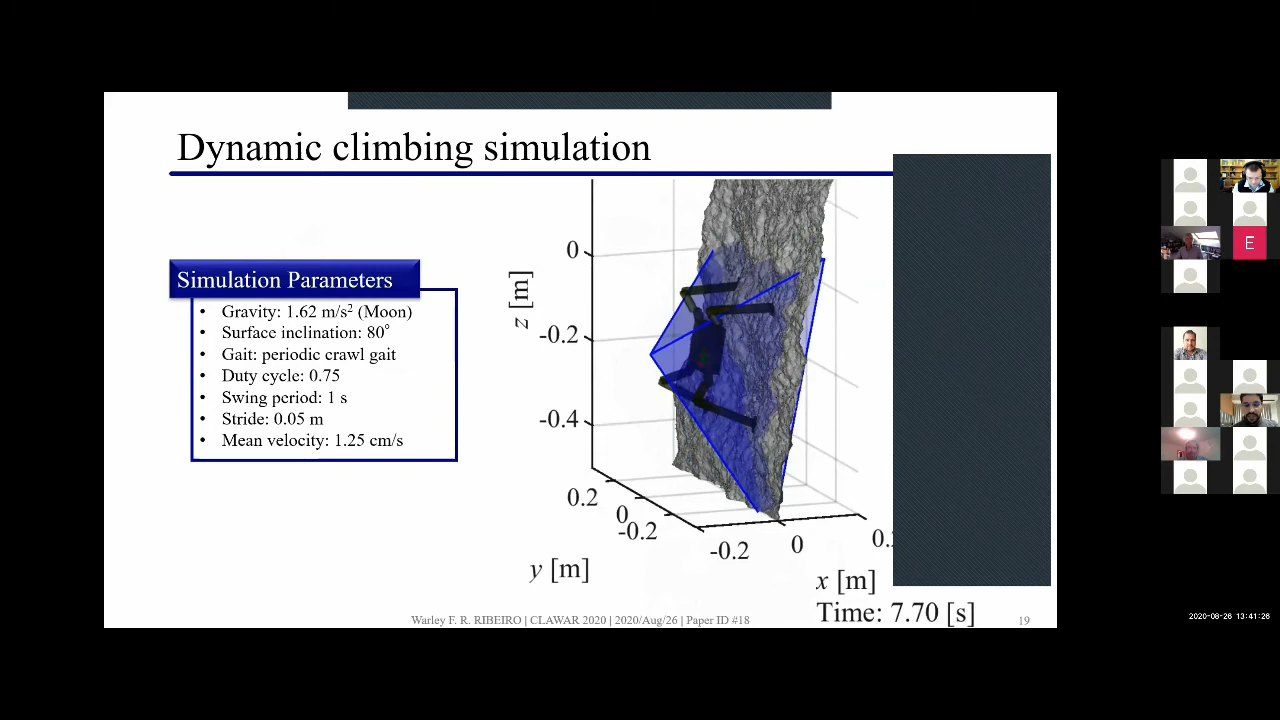 Dynamic climbing simulation
Simulation Parameters
• Gravity: 1.62 m/s² (Moon)
• Surface inclination: 80°
• Gait: periodic crawl gait
• Duty cycle: 0.75
• Swing period: 1 s
• Stride: 0.05 m
• Mean velocity: 1.25 cm/s
0
-0.2
-0.4
z [m]
0.2
0
-0.2
y [m]
-0.2
0
0.
x [m]
Time: 7.70 [s]
Warley F. R. RIBEIRO | CLAWAR 2020 | 2020/Aug/26 | Paper ID #18
19
E
2020-08-26 13:41:26